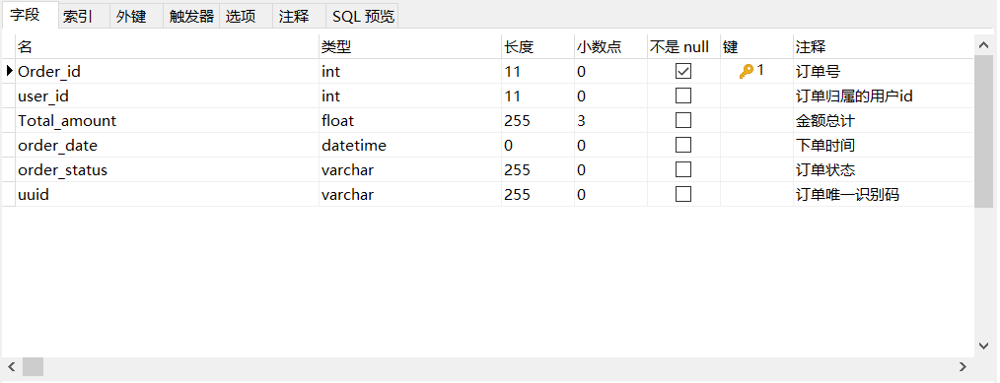 字段 索引 外键 触发器 选项 注释 SQL 预览
名 类型 长度 小数点 不是 null 键 注释
Order_id int 11 0 1 订单号
user_id int 11 0 订单归属的用户id
Total_amount float 255 3 金额总计
order_date datetime 0 0 下单时间
order_status varchar 255 0 订单状态
uuid varchar 255 0 订单唯一识别码